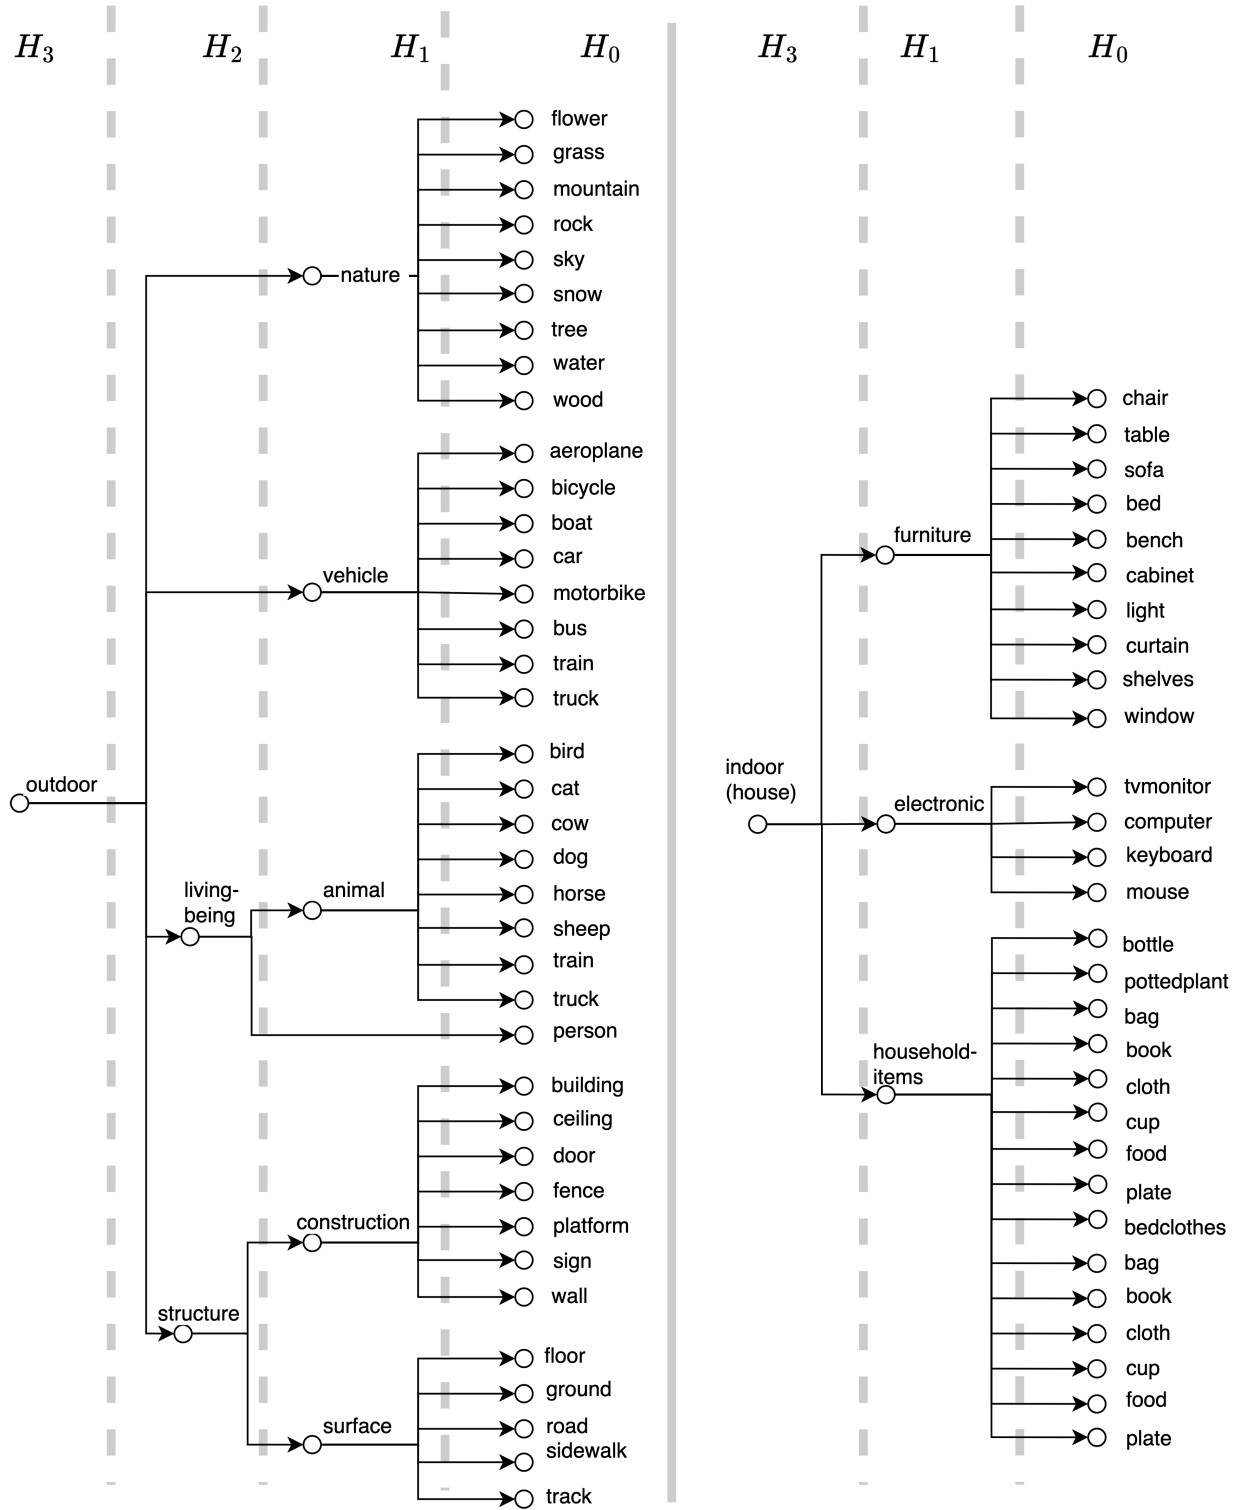 H₃ H₂ H₁ H₀ H₃ H₁ H₀
flower
grass
mountain
rock
sky
nature
snow
tree
water
wood
aeroplane
bicycle
boat
car
vehicle
motorbike
bus
train
truck
bird
outdoor
cat
cow
dog
living-
being
animal
horse
sheep
train
truck
person
building
ceiling
door
fence
construction
platform
sign
wall
structure
floor
ground
surface
road
sidewalk
track
chair
table
sofa
bed
furniture
bench
cabinet
light
curtain
shelves
window
indoor
(house)
tvmonitor
electronic
computer
keyboard
mouse
bottle
pottedplant
bag
book
household-
items
cloth
cup
food
plate
bedclothes
bag
book
cloth
cup
food
plate